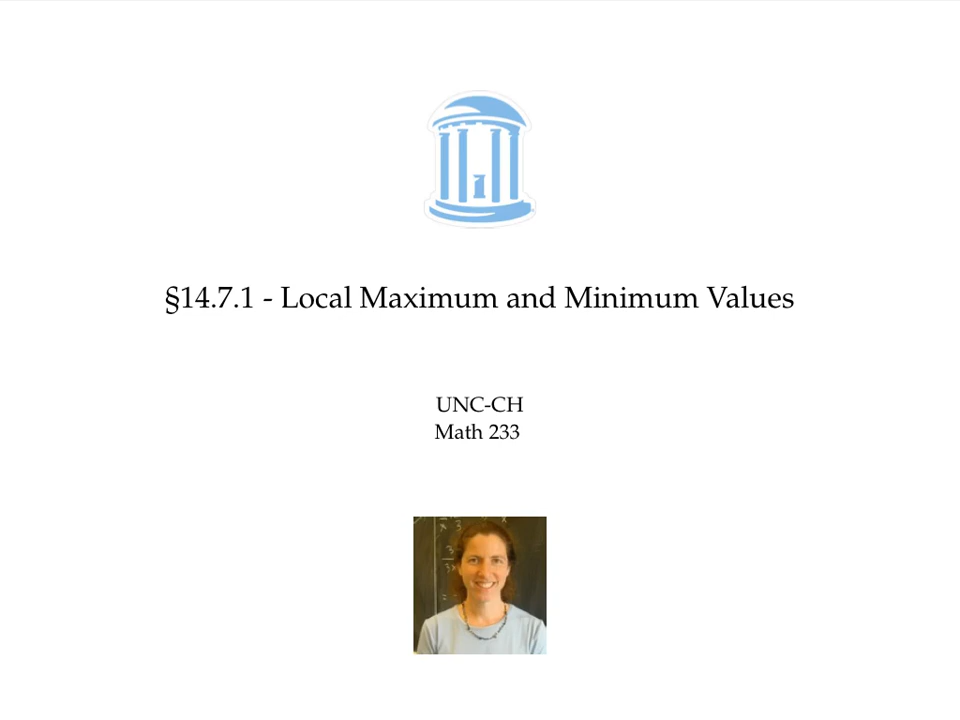 §14.7.1 - Local Maximum and Minimum Values
UNC-CH
Math 233